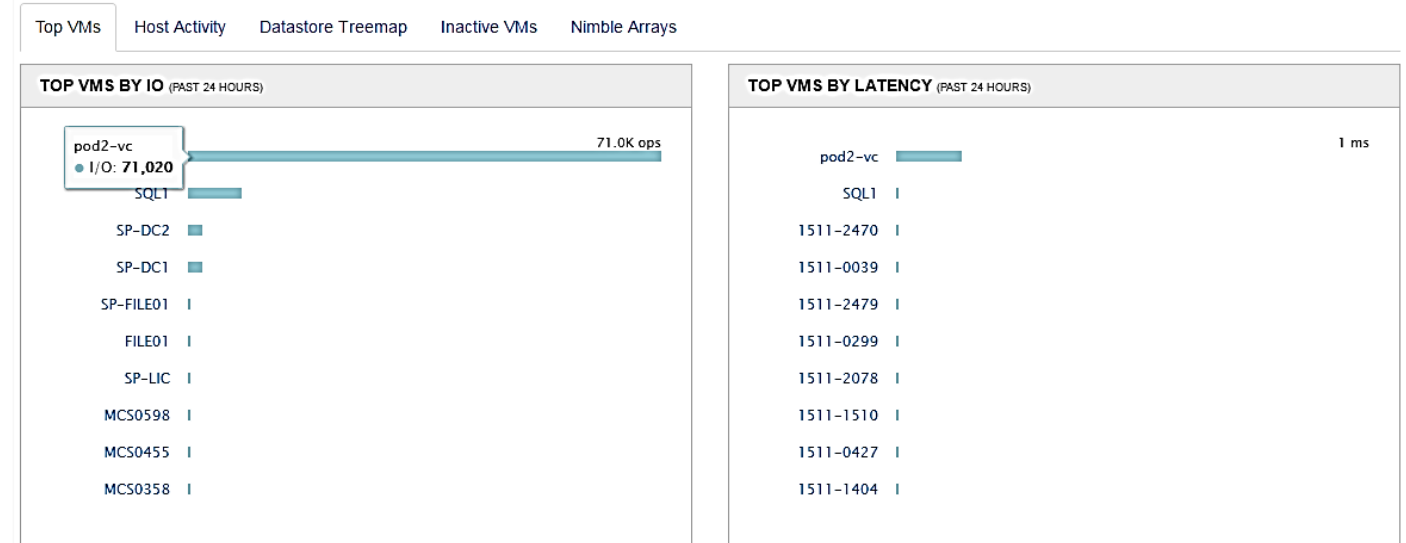 Top VMs Host Activity Datastore Treemap Inactive VMs Nimble Arrays
TOP VMS BY IO (PAST 24 HOURS)
71.0K ops
pod2-vc
I/O: 71,020
SQL1
SP-DC2
SP-DC1
SP-FILE01
FILE01
SP-LIC
MCS0598
MCS0455
MCS0358
TOP VMS BY LATENCY (PAST 24 HOURS)
1 ms
pod2-vc
SQL1
1511-2470
1511-0039
1511-2479
1511-0299
1511-2078
1511-1510
1511-0427
1511-1404